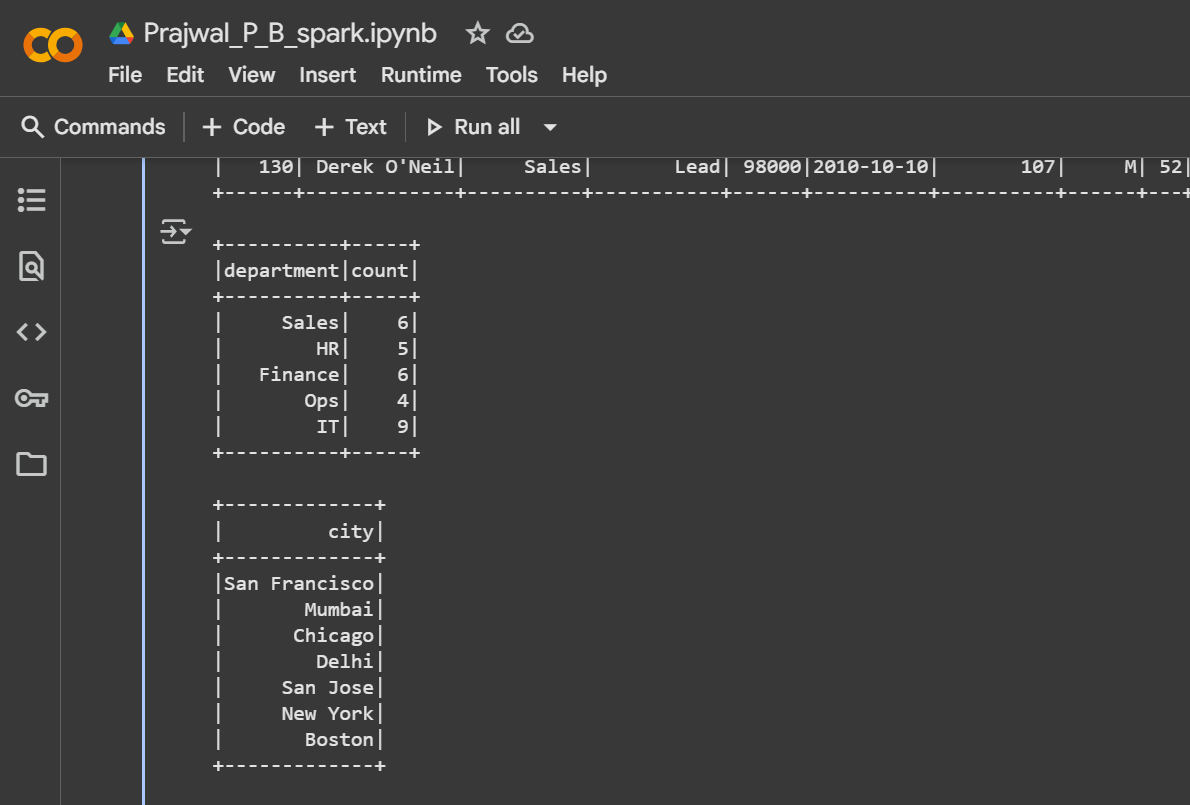 Prajwal_P_B_spark.ipynb
File Edit View Insert Runtime Tools Help
Commands + Code + Text Run all
|   130| Derek O'Neil|     Sales|       Lead| 98000|2010-10-10|       107|     M| 52|
+------+-------------+----------+-----------+------+----------+----------+------+---+
+----------+-----+
|department|count|
+----------+-----+
|     Sales|    6|
|        HR|    5|
|   Finance|    6|
|       Ops|    4|
|        IT|    9|
+----------+-----+
+-------------+
|         city|
+-------------+
|San Francisco|
|       Mumbai|
|      Chicago|
|        Delhi|
|     San Jose|
|     New York|
|       Boston|
+-------------+